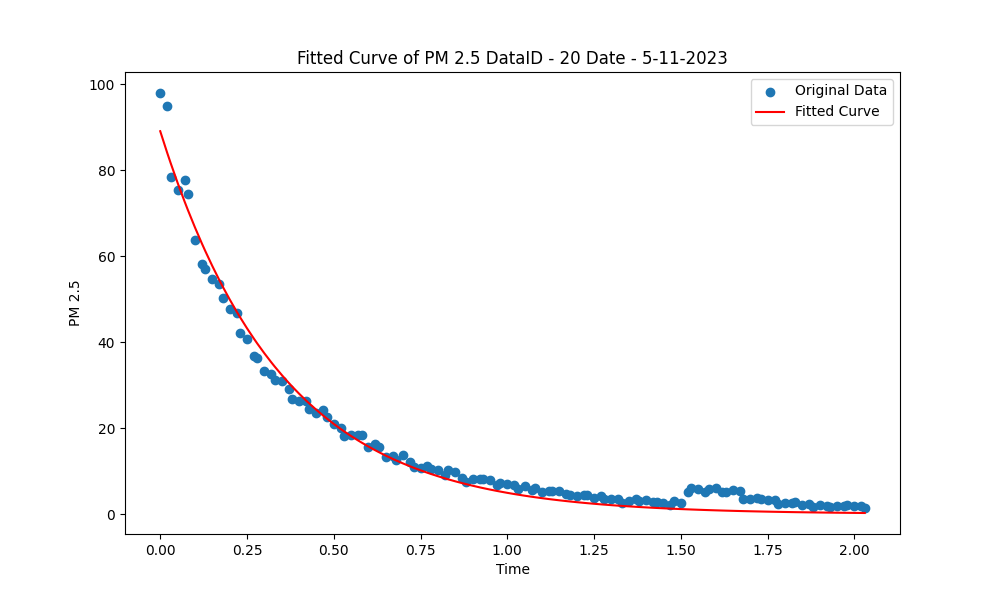 Fitted Curve of PM 2.5 DataID - 20 Date - 5-11-2023
Original Data
Fitted Curve
100
80
60
40
20
0
PM 2.5
0.00 0.25 0.50 0.75 1.00 1.25 1.50 1.75 2.00
Time